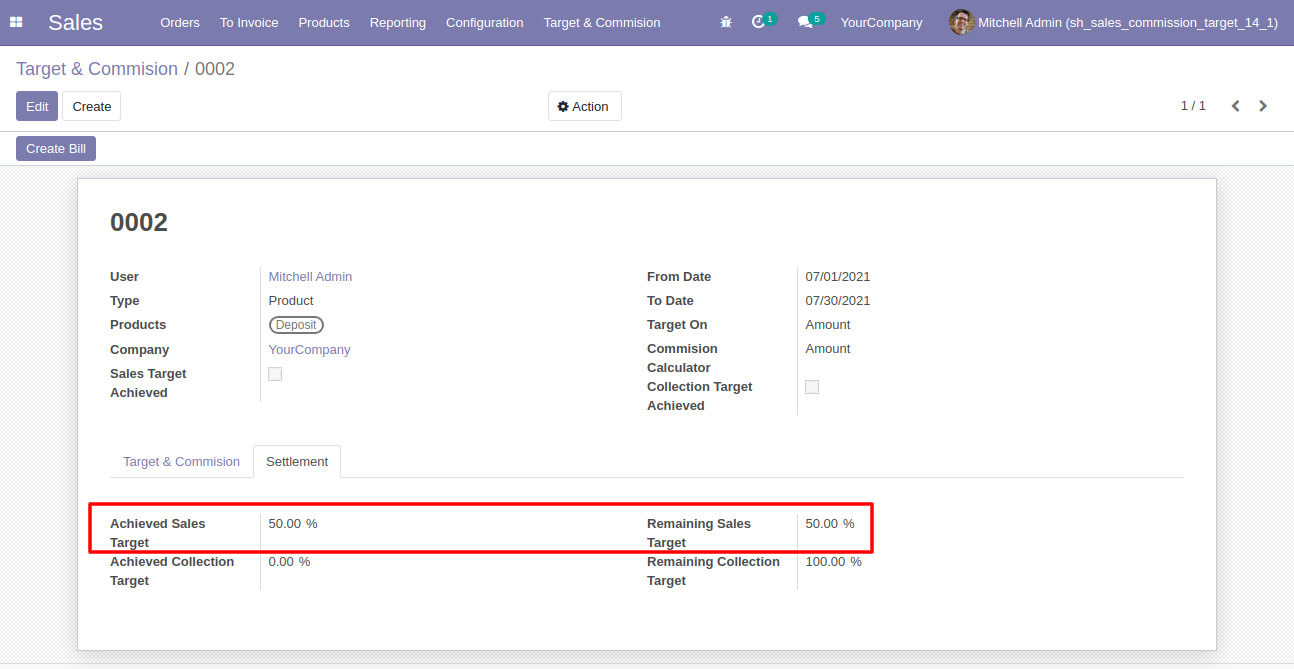 Sales Orders To Invoice Products Reporting Configuration Target & Commision 1 5 YourCompany Mitchell Admin (sh_sales_commission_target_14_1)
Target & Commision / 0002
Edit Create Action 1 / 1
Create Bill
0002
User Mitchell Admin
Type Product
Products Deposit
Company YourCompany
Sales Target
Achieved
From Date 07/01/2021
To Date 07/30/2021
Target On Amount
Commision Amount
Calculator
Collection Target
Achieved
Target & Commision Settlement
Achieved Sales 50.00 %
Target
Achieved Collection 0.00 %
Target
Remaining Sales 50.00 %
Target
Remaining Collection 100.00 %
Target